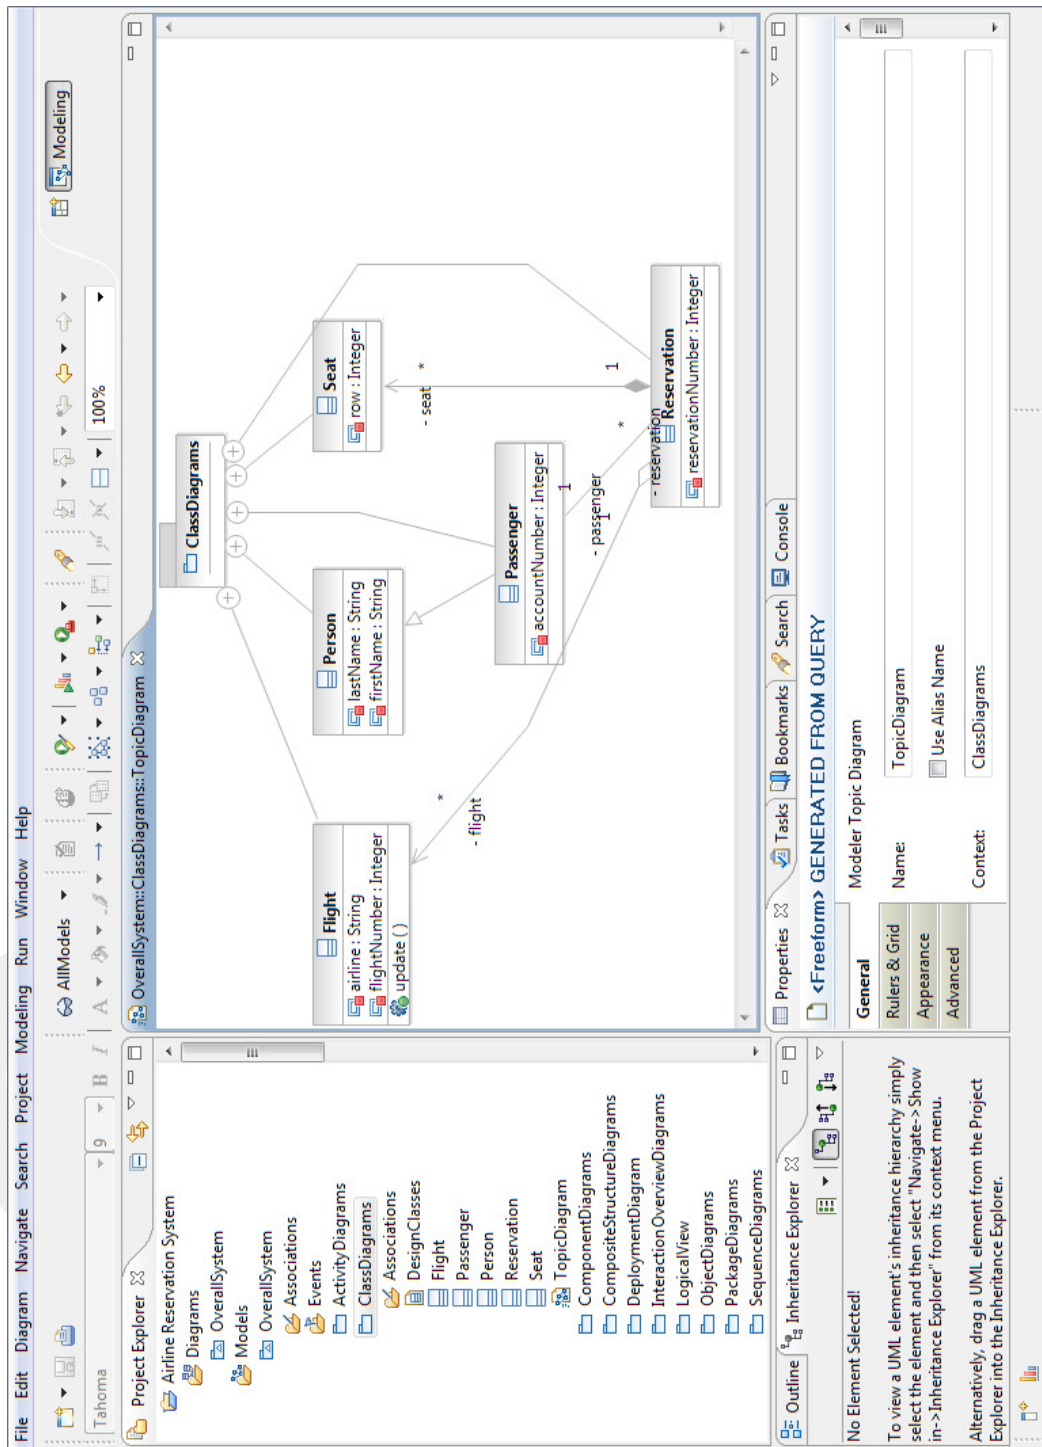 File Edit Diagram Navigate Search Project Modeling Run Window Help
AllModels
Modeling
Tahoma 9 B I A 100%
Project Explorer
Airline Reservation System
Diagrams
OverallSystem
Models
OverallSystem
Associations
Events
ActivityDiagrams
ClassDiagrams
Associations
DesignClasses
Flight
Passenger
Person
Reservation
Seat
TopicDiagram
ComponentDiagrams
CompositeStructureDiagrams
DeploymentDiagram
InteractionOverviewDiagrams
LogicalView
ObjectDiagrams
PackageDiagrams
SequenceDiagrams
OverallSystem::ClassDiagrams::TopicDiagram
ClassDiagrams
Flight
airline : String
flightNumber : Integer
update ( )
Person
lastName : String
firstName : String
Seat
row : Integer
Passenger
accountNumber : Integer
Reservation
reservationNumber : Integer
- flight
*
- seat
*
1
1
- passenger
1
*
- reservation
Outline Inheritance Explorer
No Element Selected!
To view a UML element's inheritance hierarchy simply
select the element and then select "Navigate->Show
in->Inheritance Explorer" from its context menu.
Alternatively, drag a UML element from the Project
Explorer into the Inheritance Explorer.
Properties Tasks Bookmarks Search Console
<Freeform> GENERATED FROM QUERY
General
Rulers & Grid
Appearance
Advanced
Modeler Topic Diagram
Name: TopicDiagram
Use Alias Name
Context: ClassDiagrams